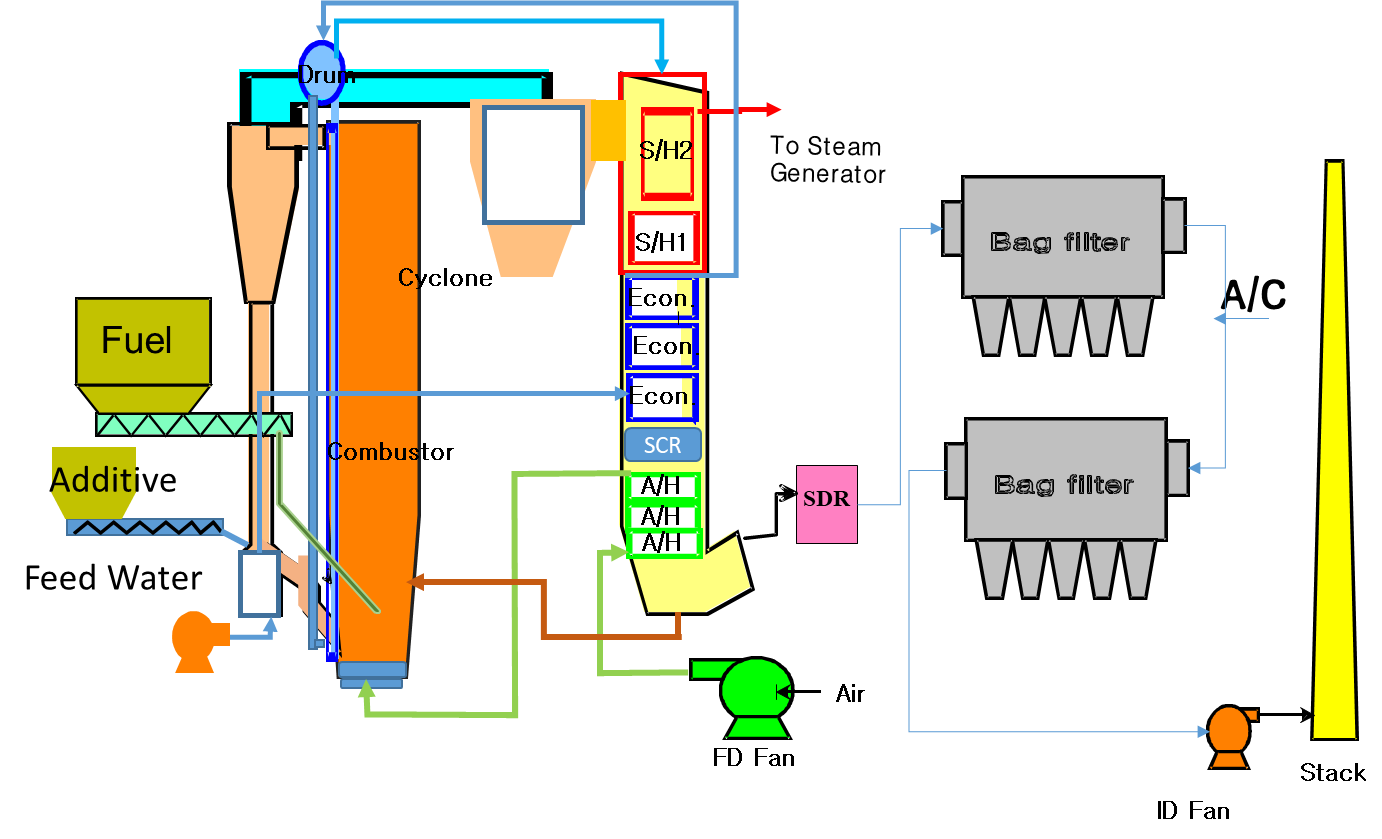 Drum
S/H2
To Steam
Generator
S/H1
Bag filter
Cyclone
Econ.
A/C
Fuel
Econ.
Econ.
SCR
Combustor
Additive
A/H
Bag filter
SDR
A/H
A/H
Feed Water
Air
FD Fan
Stack
ID Fan